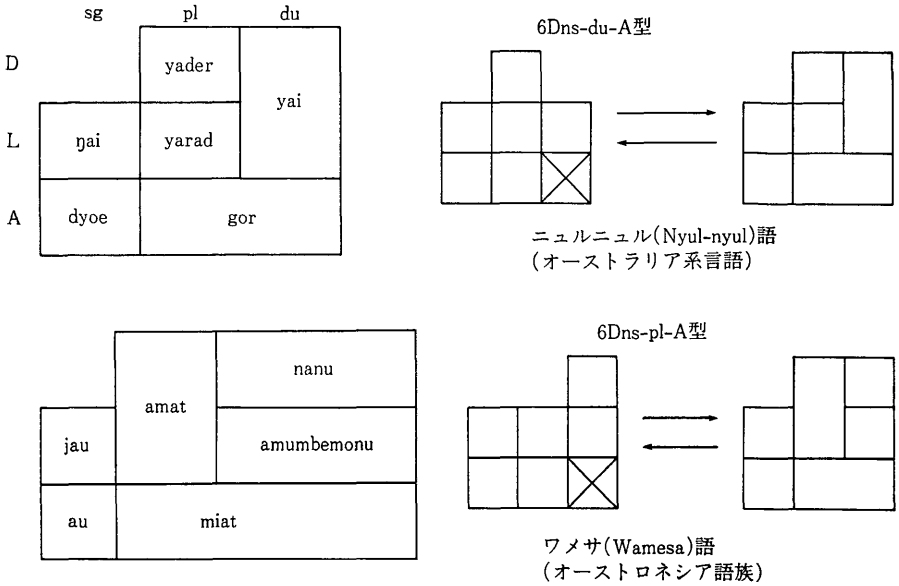 sg pl du
6Dns-du-A型
D yader
yai
L ŋai yarad
A dyoe gor
ニュルニュル(Nyul-nyul)語
(オーストラリア系言語)
6Dns-pl-A型
nanu
amat
jau amumbemonu
au miat
ワメサ(Wamesa)語
(オーストロネシア語族)